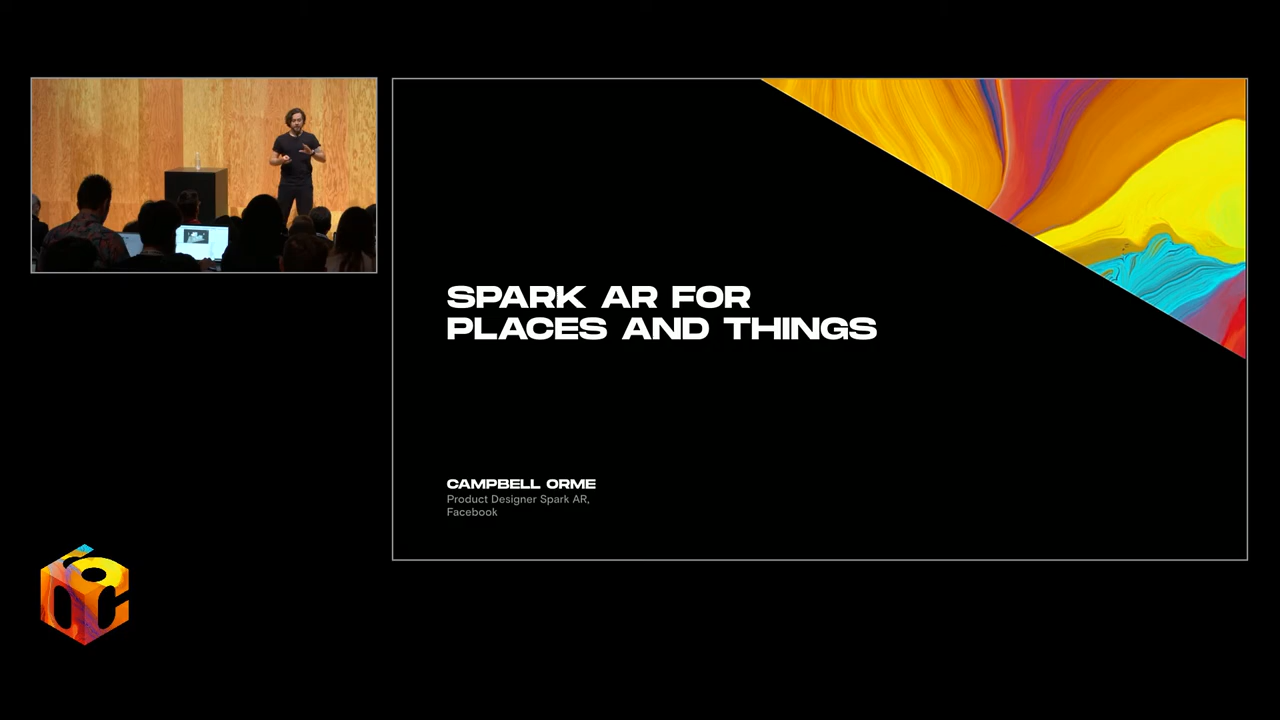 SPARK AR FOR
PLACES AND THINGS
CAMPBELL ORME
Product Designer Spark AR,
Facebook